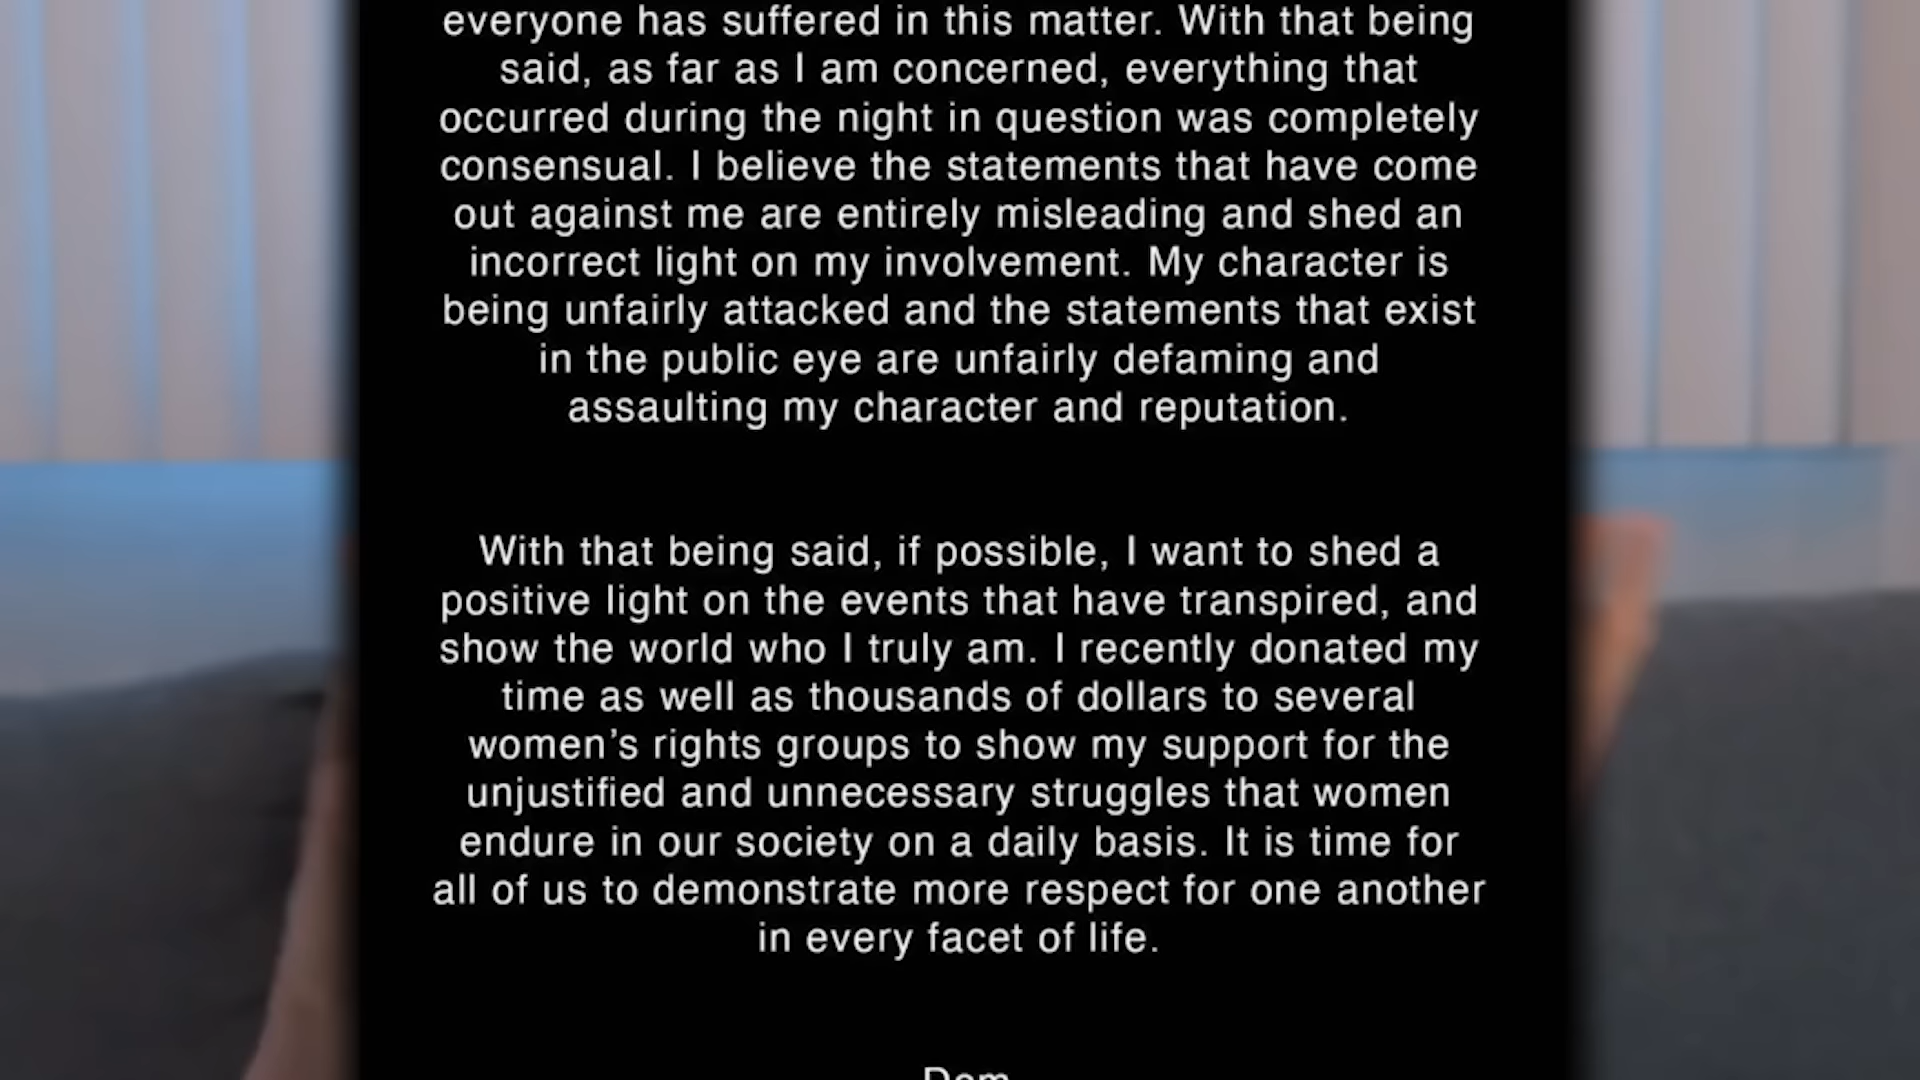 everyone has suffered in this matter. With that being
said, as far as I am concerned, everything that
occurred during the night in question was completely
consensual. I believe the statements that have come
out against me are entirely misleading and shed an
incorrect light on my involvement. My character is
being unfairly attacked and the statements that exist
in the public eye are unfairly defaming and
assaulting my character and reputation.
With that being said, if possible, I want to shed a
positive light on the events that have transpired, and
show the world who I truly am. I recently donated my
time as well as thousands of dollars to several
women's rights groups to show my support for the
unjustified and unnecessary struggles that women
endure in our society on a daily basis. It is time for
all of us to demonstrate more respect for one another
in every facet of life.
Dom